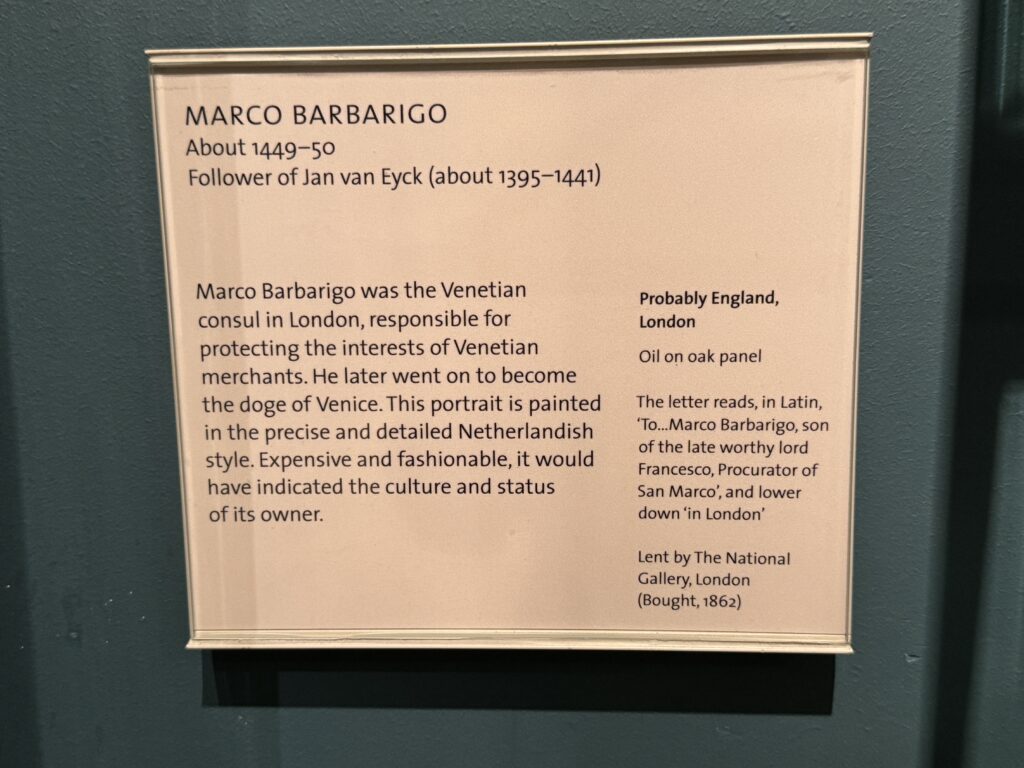 MARCO BARBARIGO
About 1449–50
Follower of Jan van Eyck (about 1395–1441)
Marco Barbarigo was the Venetian
consul in London, responsible for
protecting the interests of Venetian
merchants. He later went on to become
the doge of Venice. This portrait is painted
in the precise and detailed Netherlandish
style. Expensive and fashionable, it would
have indicated the culture and status
of its owner.
Probably England,
London
Oil on oak panel
The letter reads, in Latin,
‘To...Marco Barbarigo, son
of the late worthy lord
Francesco, Procurator of
San Marco’, and lower
down ‘in London’
Lent by The National
Gallery, London
(Bought, 1862)